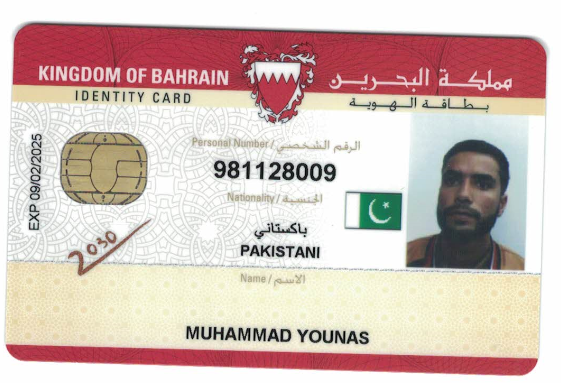 KINGDOM OF BAHRAIN
مملكة البحرين
IDENTITY CARD
بطاقة الهوية
Personal Number / الرقم الشخصي
981128009
Nationality / الجنسية
باكستاني
PAKISTANI
EXP 09/02/2025
2030
Name / الاسم
MUHAMMAD YOUNAS